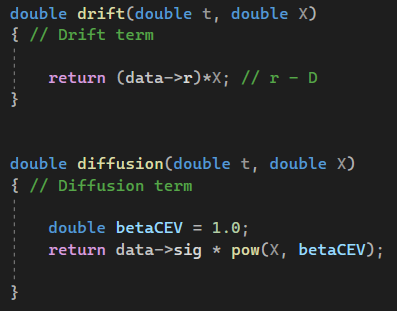 double drift(double t, double X)
{ // Drift term
return (data->r)*X; // r - D
}
double diffusion(double t, double X)
{ // Diffusion term
double betaCEV = 1.0;
return data->sig * pow(X, betaCEV);
}